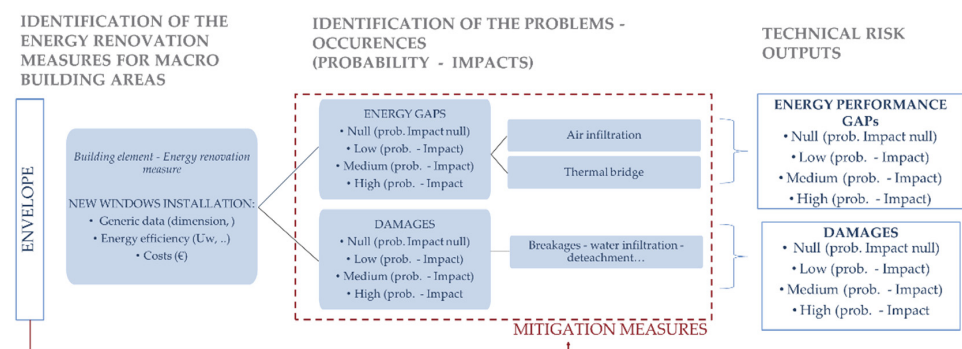 IDENTIFICATION OF THE
ENERGY RENOVATION
MEASURES FOR MACRO
BUILDING AREAS
IDENTIFICATION OF THE PROBLEMS -
OCCURENCES
(PROBABILITY - IMPACTS)
TECHNICAL RISK
OUTPUTS
ENVELOPE
Building element - Energy renovation
measure
NEW WINDOWS INSTALLATION:
• Generic data (dimension, )
• Energy efficiency (Uw, ..)
• Costs (€)
ENERGY GAPS
• Null (prob. Impact null)
• Low (prob. - Impact)
• Medium (prob. - Impact)
• High (prob. - Impact
Air infiltration
Thermal bridge
DAMAGES
• Null (prob. Impact null)
• Low (prob. - Impact)
• Medium (prob. - Impact)
• High (prob. - Impact
Breakages - water infiltration -
deteachment...
MITIGATION MEASURES
ENERGY PERFORMANCE
GAPs
• Null (prob. Impact null)
• Low (prob. - Impact)
• Medium (prob. - Impact)
• High (prob. - Impact)
DAMAGES
• Null (prob. Impact null)
• Low (prob. - Impact)
• Medium (prob. - Impact)
• High (prob. - Impact